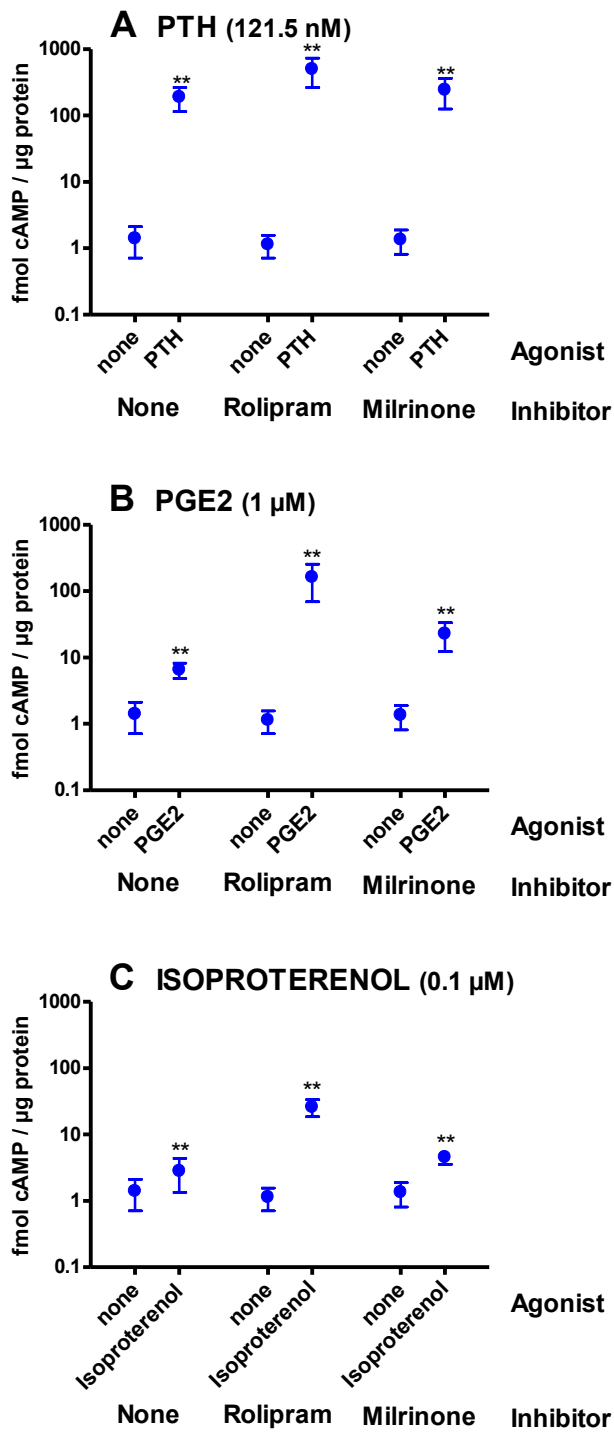 A PTH (121.5 nM)
fmol cAMP / µg protein
1000
100
10
1
0.1
** ** **
none PTH none PTH none PTH Agonist
None Rolipram Milrinone Inhibitor
B PGE2 (1 µM)
fmol cAMP / µg protein
1000
100
10
1
0.1
** ** **
none PGE2 none PGE2 none PGE2 Agonist
None Rolipram Milrinone Inhibitor
C ISOPROTERENOL (0.1 µM)
fmol cAMP / µg protein
1000
100
10
1
0.1
** ** **
none Isoproterenol none Isoproterenol none Isoproterenol Agonist
None Rolipram Milrinone Inhibitor